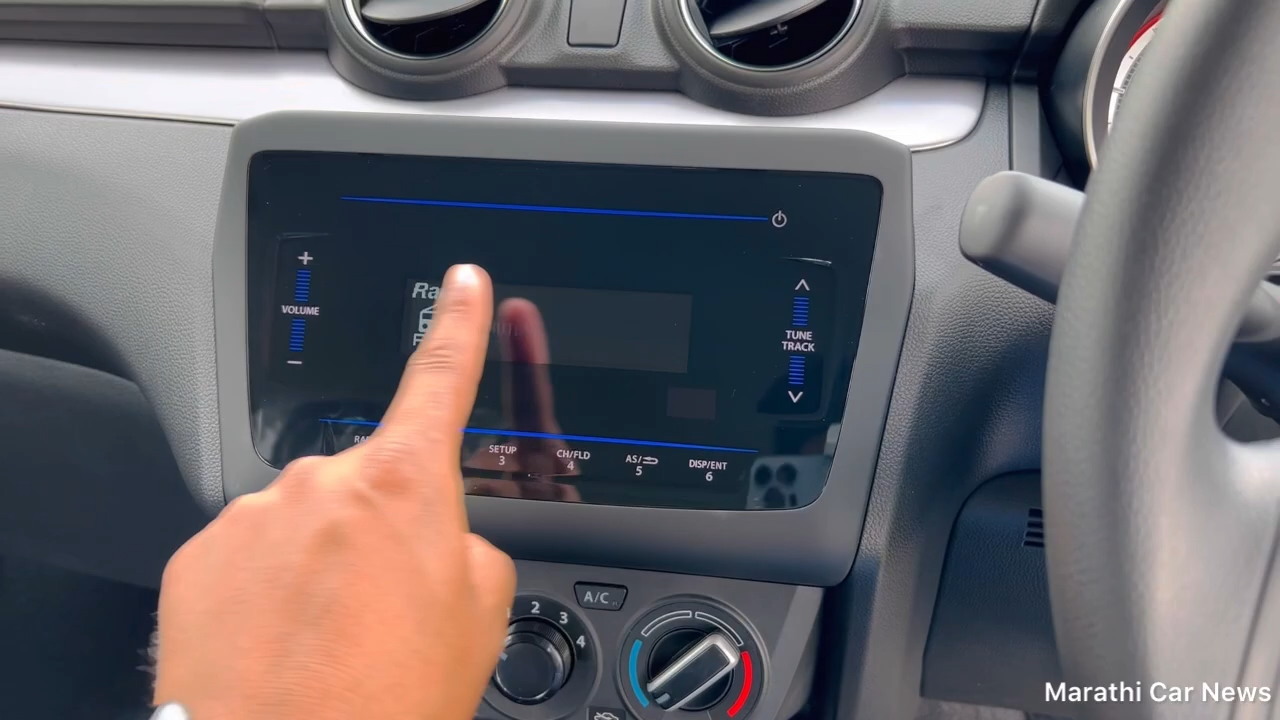 +
VOLUME
−
TUNE
TRACK
SETUP
3
CH/FLD
4
AS/
5
DISP/ENT
6
A/C
2
3
4
Marathi Car News